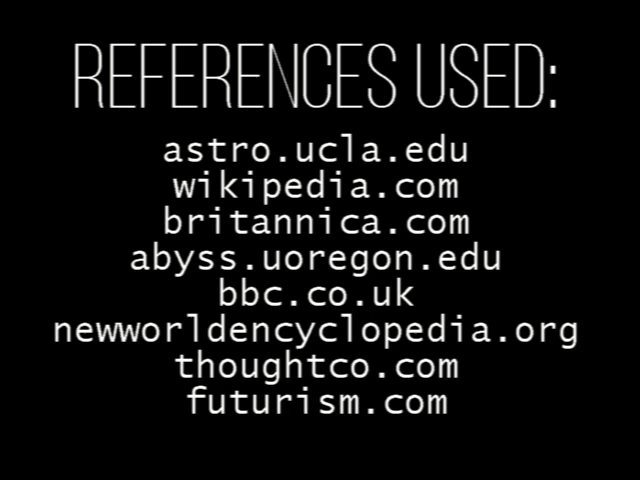 REFERENCES USED:
astro.ucla.edu
wikipedia.com
britannica.com
abyss.uoregon.edu
bbc.co.uk
newworldencyclopedia.org
thoughtco.com
futurism.com